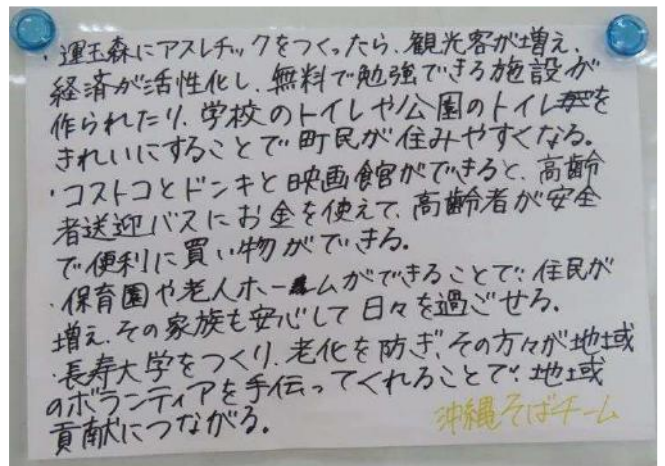 ・運玉森にアスレチックをつくったら、観光客が増え、
経済が活性化し、無料で勉強できる施設が
作られたり、学校のトイレや公園のトイレを
きれいにすることで町民が住みやすくなる。
・コストコとドンキと映画館ができると、高齢
者送迎バスにお金を使えて、高齢者が安全
で便利に買い物ができる。
・保育園や老人ホームができることで、住民が
増え、その家族も安心して日々を過ごせる。
・長寿大学をつくり、老化を防ぎ、その方々が地域
のボランティアを手伝ってくれることで、地域
貢献につながる。
沖縄そばチーム